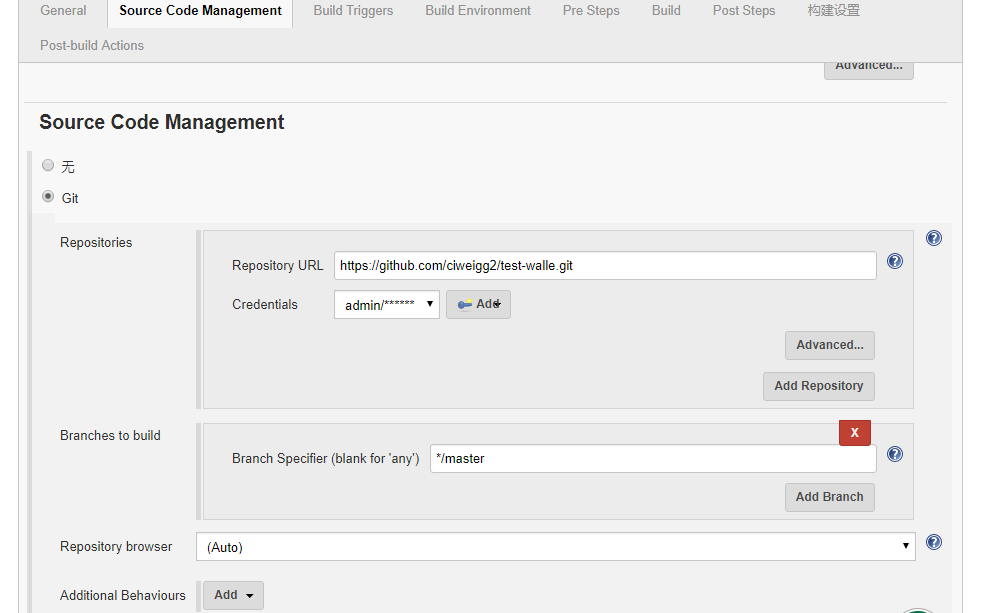 General Source Code Management Build Triggers Build Environment Pre Steps Build Post Steps 构建设置
Post-build Actions
Advanced...
Source Code Management
无
Git
Repositories
Repository URL https://github.com/ciweigg2/test-walle.git
Credentials admin/****** Add
Advanced...
Add Repository
Branches to build
X
Branch Specifier (blank for 'any') */master
Add Branch
Repository browser (Auto)
Additional Behaviours Add